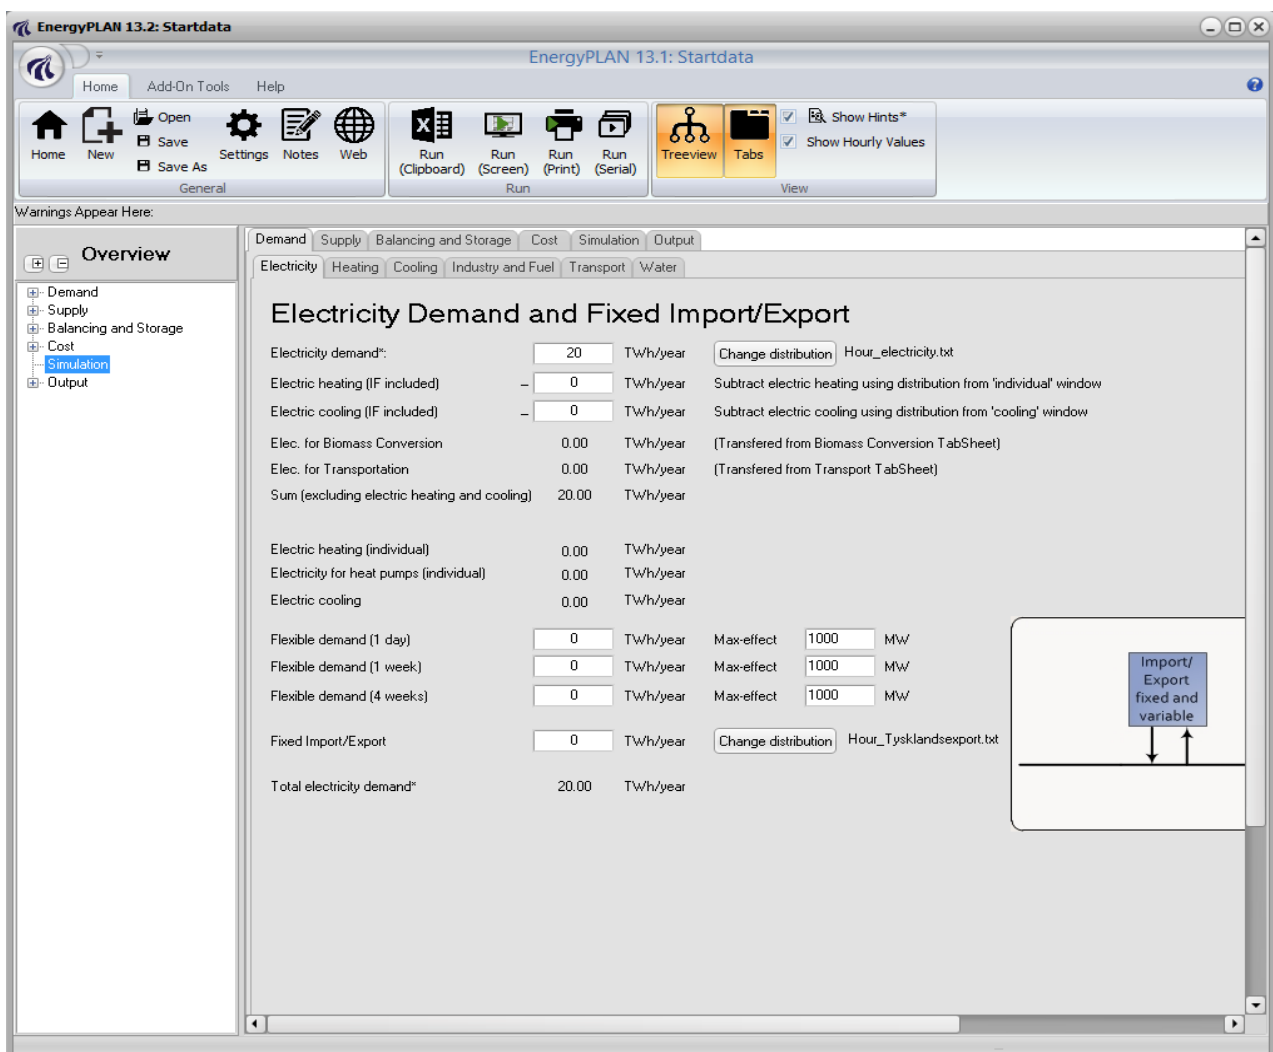 EnergyPLAN 13.2: Startdata
EnergyPLAN 13.1: Startdata
Home Add-On Tools Help
Home New Open Save Save As Settings Notes Web
General
Run (Clipboard) Run (Screen) Run (Print) Run (Serial)
Run
Treeview Tabs Show Hints* Show Hourly Values
View
Warnings Appear Here:
Overview
Demand
Supply
Balancing and Storage
Cost
Simulation
Output
Demand Supply Balancing and Storage Cost Simulation Output
Electricity Heating Cooling Industry and Fuel Transport Water
Electricity Demand and Fixed Import/Export
Electricity demand*: 20 TWh/year Change distribution Hour_electricity.txt
Electric heating (IF included) – 0 TWh/year Subtract electric heating using distribution from 'individual' window
Electric cooling (IF included) – 0 TWh/year Subtract electric cooling using distribution from 'cooling' window
Elec. for Biomass Conversion 0.00 TWh/year (Transfered from Biomass Conversion TabSheet)
Elec. for Transportation 0.00 TWh/year (Transfered from Transport TabSheet)
Sum (excluding electric heating and cooling) 20.00 TWh/year
Electric heating (individual) 0.00 TWh/year
Electricity for heat pumps (individual) 0.00 TWh/year
Electric cooling 0.00 TWh/year
Flexible demand (1 day) 0 TWh/year Max-effect 1000 MW
Flexible demand (1 week) 0 TWh/year Max-effect 1000 MW
Flexible demand (4 weeks) 0 TWh/year Max-effect 1000 MW
Fixed Import/Export 0 TWh/year Change distribution Hour_Tysklandsexport.txt
Total electricity demand* 20.00 TWh/year
Import/
Export
fixed and
variable